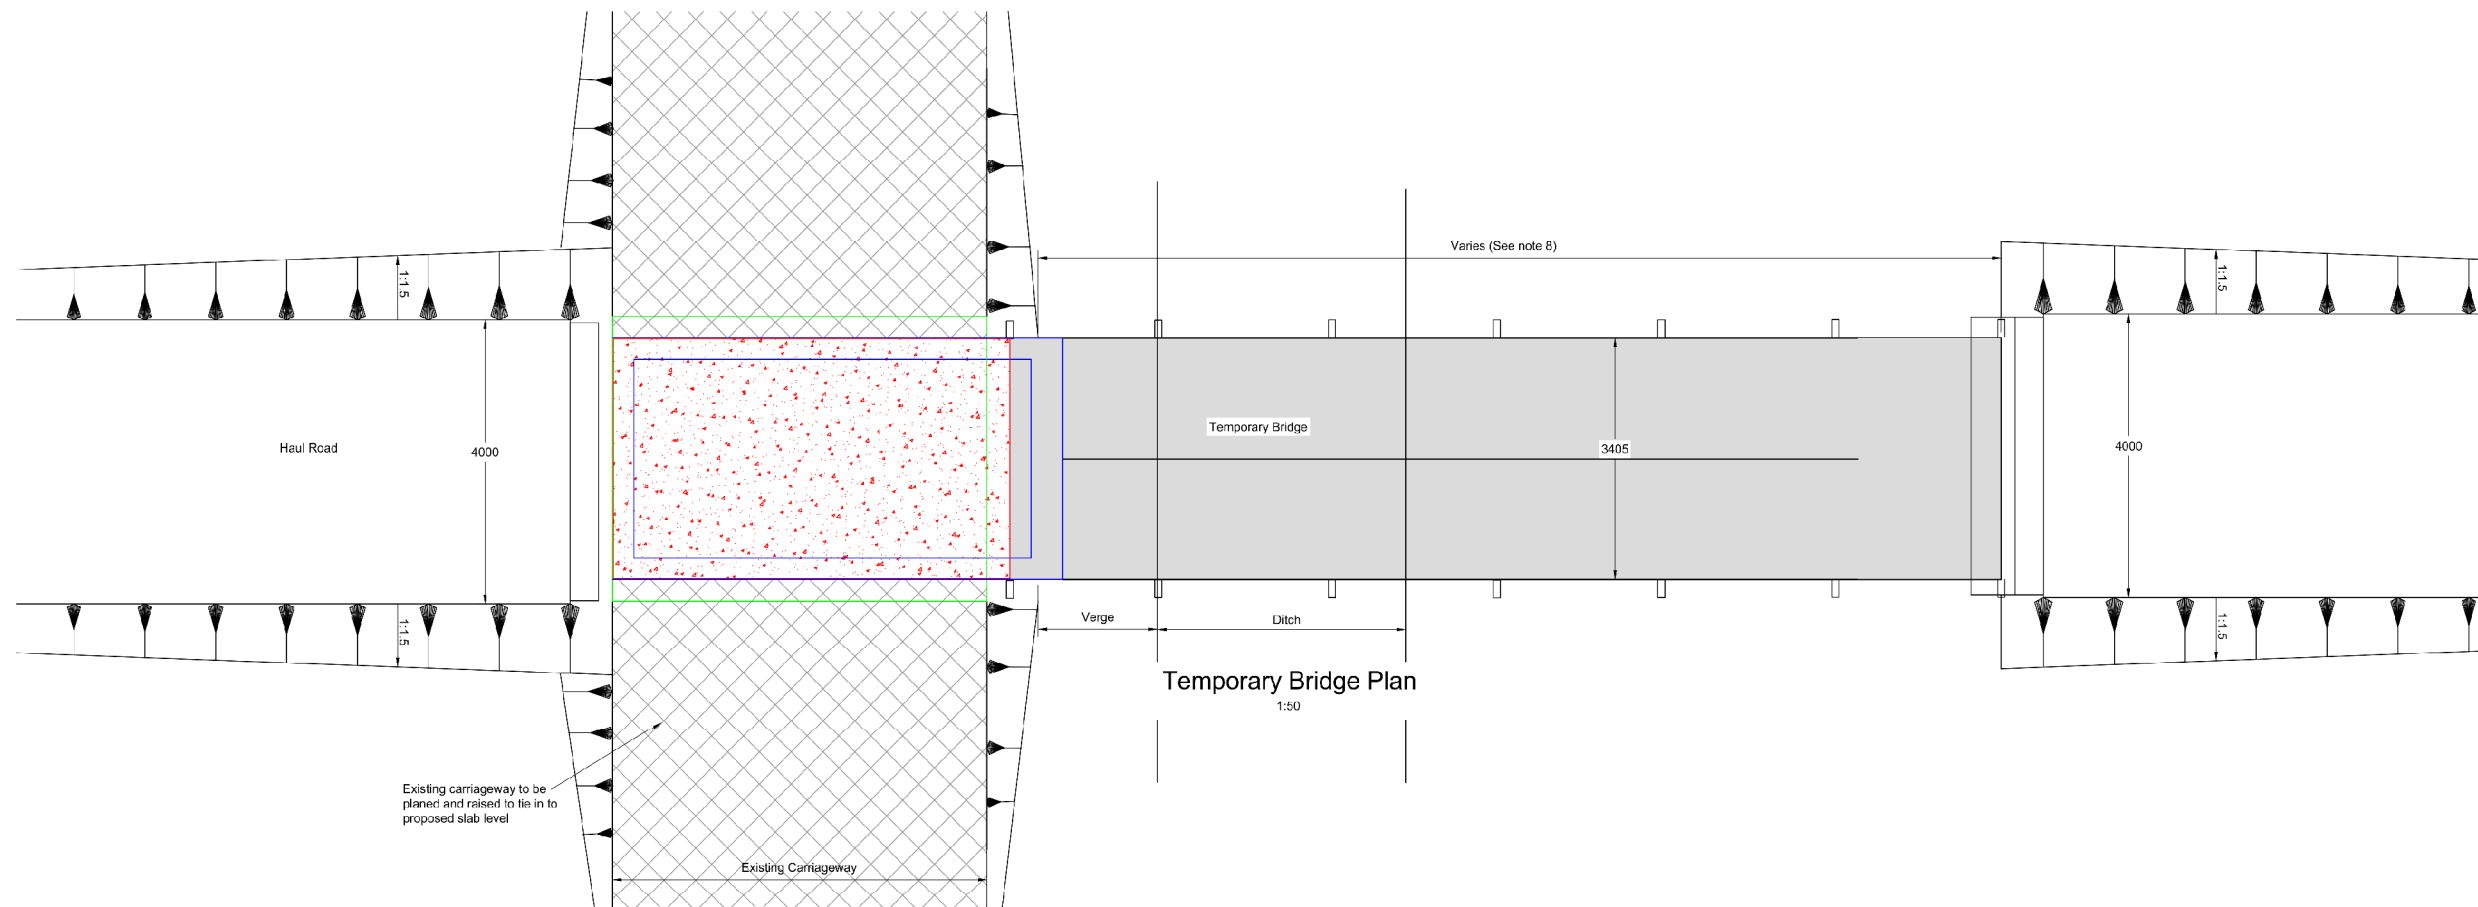 Varies (See note 8)
1:1.5
1:1.5
Temporary Bridge
Haul Road
4000
3405
4000
Verge
Ditch
1:1.5
1:1.5
Temporary Bridge Plan
1:50
Existing carriageway to be
planed and raised to tie in to
proposed slab level
Existing Carriageway